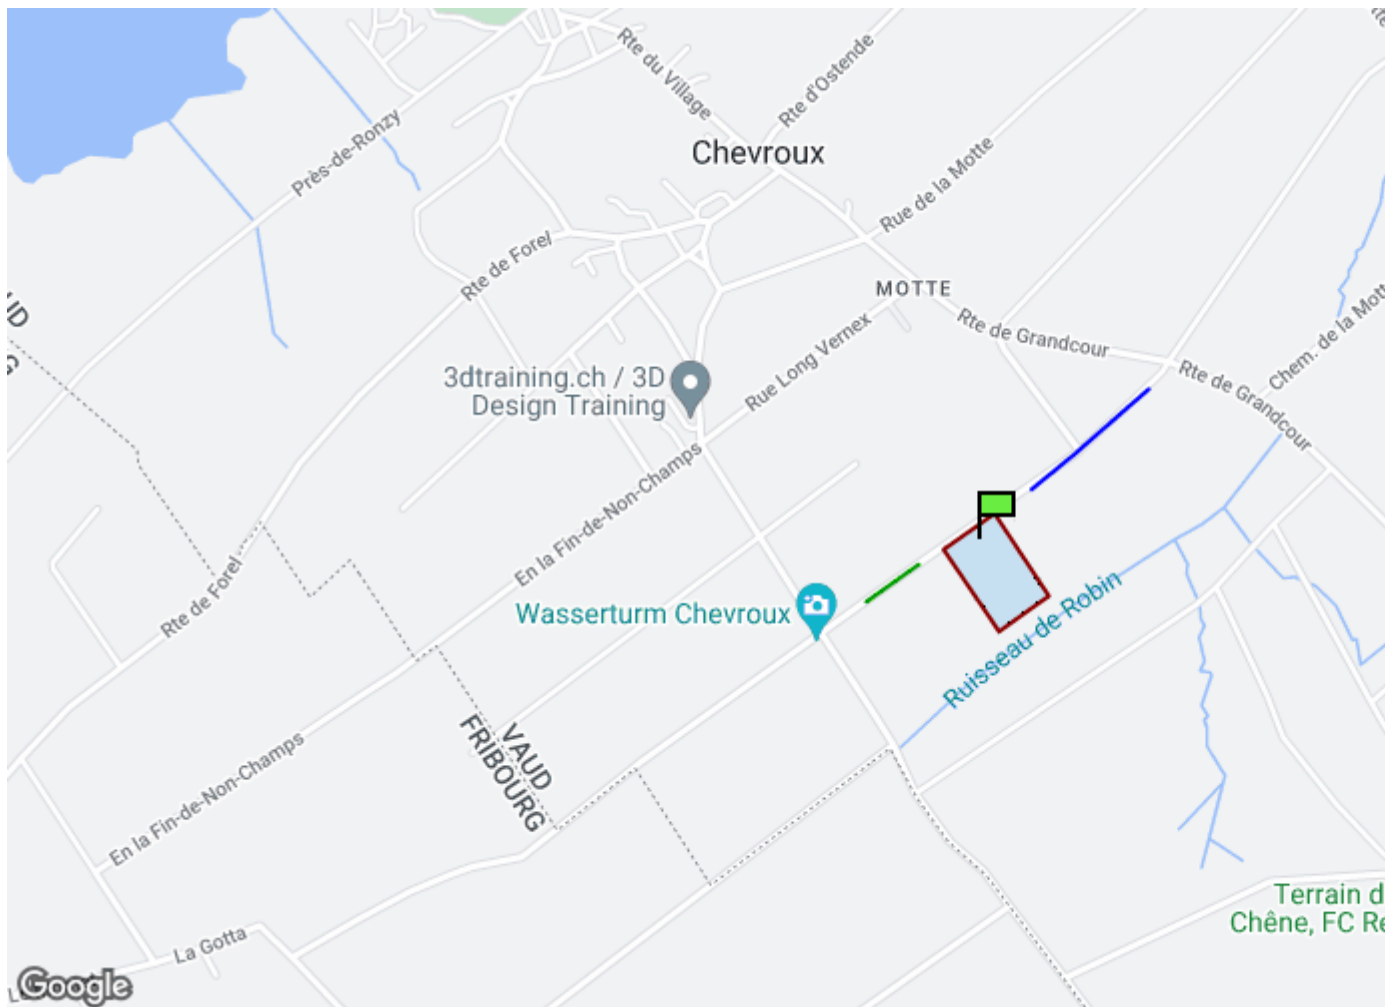 Rte du Village
Rte d'Ostende
Près-de-Ronzy
Chevroux
Rue de la Motte
Rte de Forel
MOTTE
Rte de Grandcour
Chem. de la Mott
Rue Long Vernex
3dtraining.ch / 3D
Design Training
Rte de Grandcour
En la Fin-de-Non-Champs
Rte de Forel
Wasserturm Chevroux
Ruisseau de Robin
VAUD
FRIBOURG
En la Fin-de-Non-Champs
Terrain d
Chêne, FC Re
La Gotta
Google